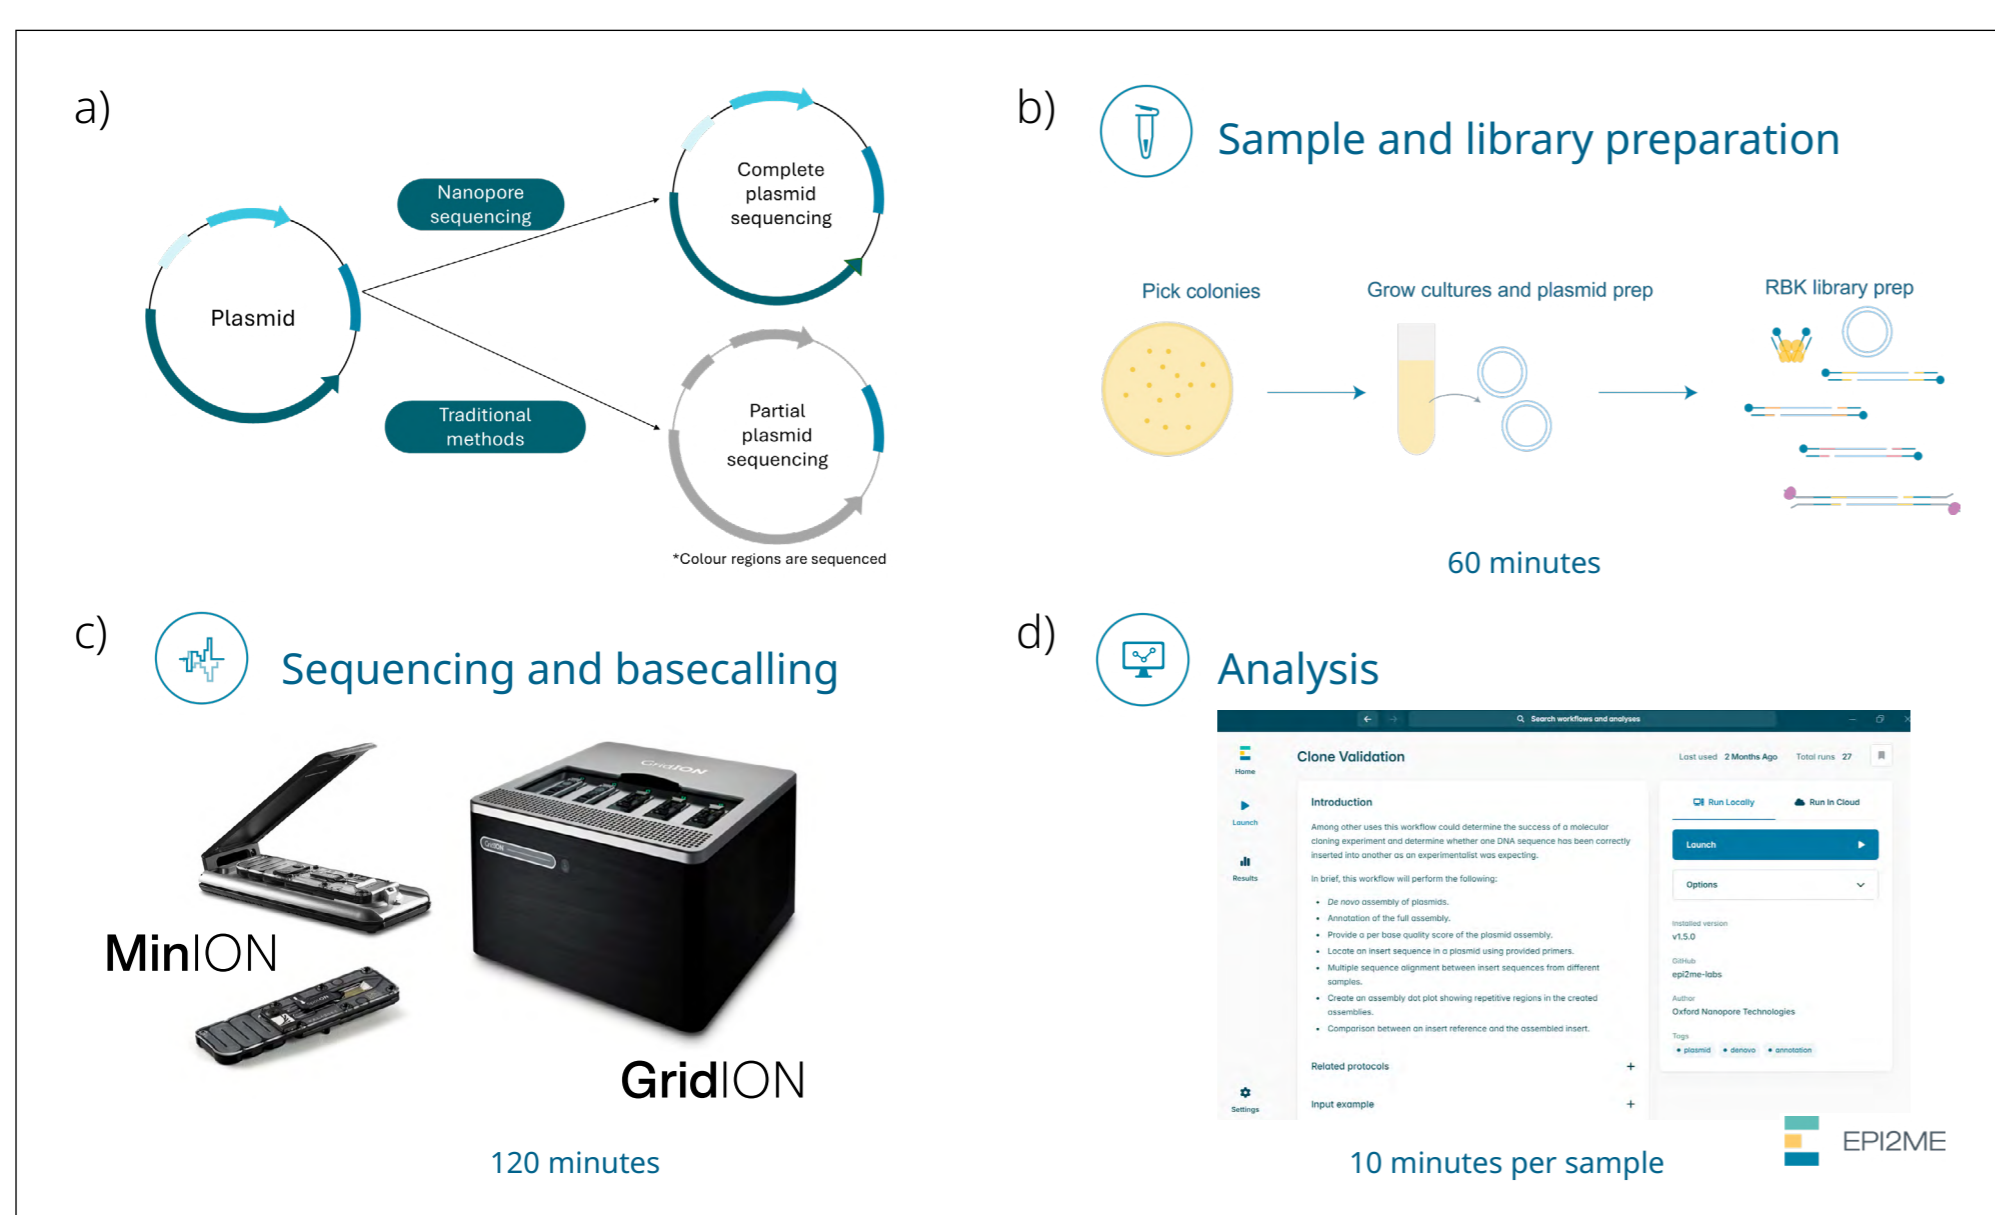 a)
Plasmid
Nanopore
sequencing
Traditional
methods
Complete
plasmid
sequencing
Partial
plasmid
sequencing
*Colour regions are sequenced
b)
Sample and library preparation
Pick colonies
Grow cultures and plasmid prep
RBK library prep
60 minutes
c)
Sequencing and basecalling
GridION
GridION
MinION
GridION
120 minutes
d)
Analysis
Search workflows and analyses
Home
Launch
Results
Settings
Clone Validation
Last used 2 Months Ago Total runs 27
Introduction
Among other uses this workflow could determine the success of a molecular
cloning experiment and determine whether one DNA sequence has been correctly
inserted into another as an experimentalist was expecting.
In brief, this workflow will perform the following:
• De novo assembly of plasmids.
• Annotation of the full assembly.
• Provide a per base quality score of the plasmid assembly.
• Locate an insert sequence in a plasmid using provided primers.
• Multiple sequence alignment between insert sequences from different
samples.
• Create an assembly dot plot showing repetitive regions in the created
assemblies.
• Comparison between an insert reference and the assembled insert.
Related protocols +
Input example +
Run Locally Run In Cloud
Launch
Options
Installed version
v1.5.0
GitHub
epi2me-labs
Author
Oxford Nanopore Technologies
Tags
• plasmid • denovo • annotation
10 minutes per sample
EPI2ME